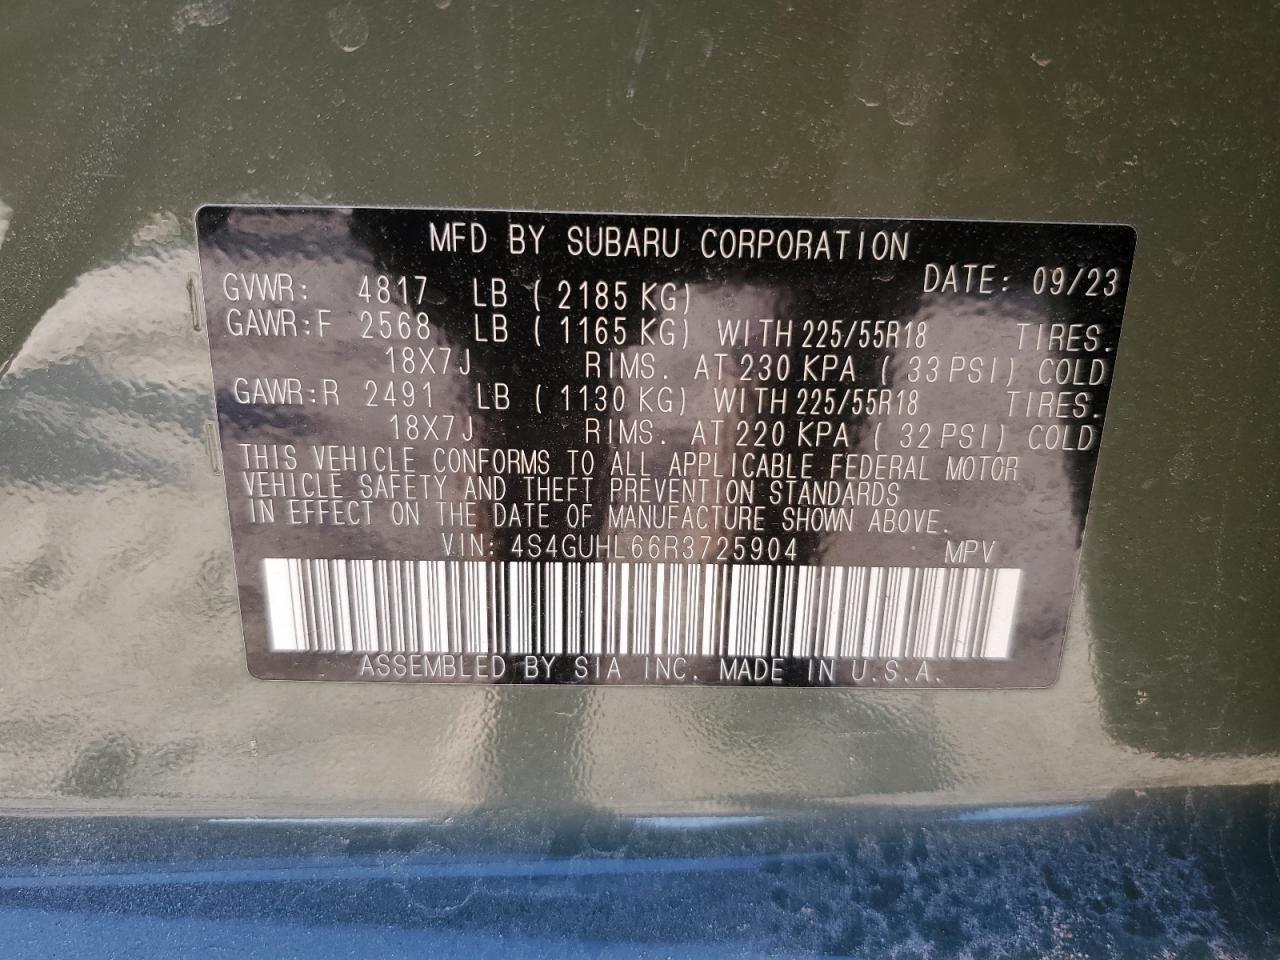 MFD BY SUBARU CORPORATION
DATE: 09/23
GVWR: 4817 LB ( 2185 KG)
GAWR:F 2568 LB ( 1165 KG) WITH 225/55R18 TIRES.
18X7J RIMS. AT 230 KPA ( 33 PSI) COLD
GAWR:R 2491 LB ( 1130 KG) WITH 225/55R18 TIRES.
18X7J RIMS. AT 220 KPA ( 32 PSI) COLD
THIS VEHICLE CONFORMS TO ALL APPLICABLE FEDERAL MOTOR
VEHICLE SAFETY AND THEFT PREVENTION STANDARDS
IN EFFECT ON THE DATE OF MANUFACTURE SHOWN ABOVE.
VIN: 4S4GUHL66R3725904 MPV
ASSEMBLED BY SIA INC. MADE IN U.S.A.